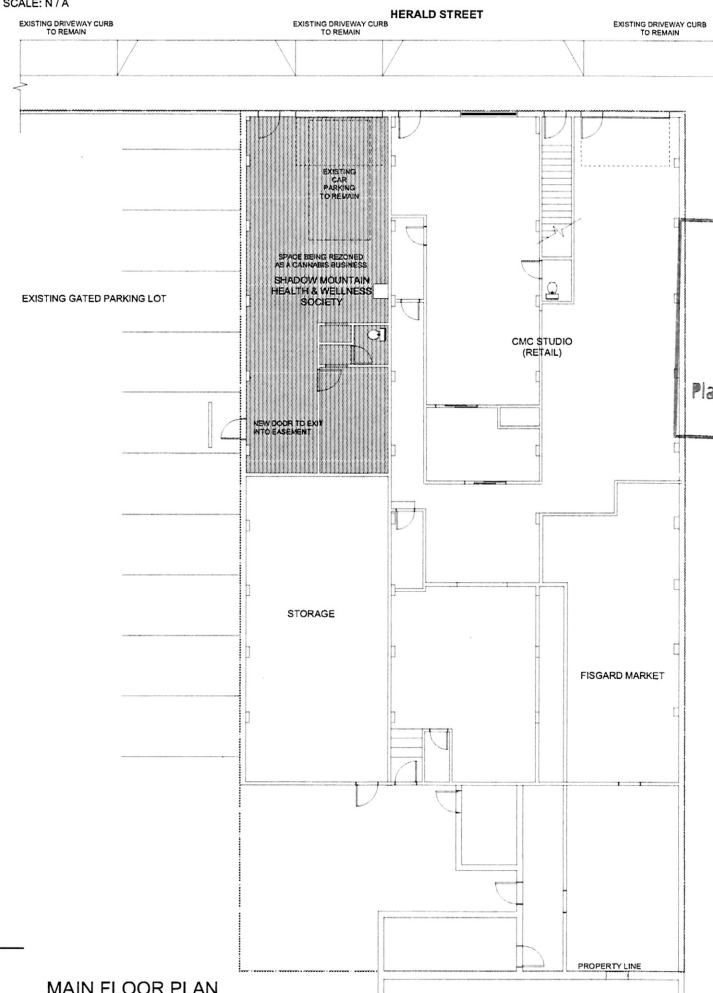 SCALE: N / A
HERALD STREET
EXISTING DRIVEWAY CURB
TO REMAIN
EXISTING DRIVEWAY CURB
TO REMAIN
EXISTING DRIVEWAY CURB
TO REMAIN
EXISTING
CAR
PARKING
TO REMAIN
SPACE BEING REZONED
AS A CANNABIS BUSINESS
SHADOW MOUNTAIN
HEALTH & WELLNESS
SOCIETY
EXISTING GATED PARKING LOT
CMC STUDIO
(RETAIL)
Pla
NEW DOOR TO EXIT
INTO EASEMENT
STORAGE
FISGARD MARKET
PROPERTY LINE
MAIN FLOOR PLAN